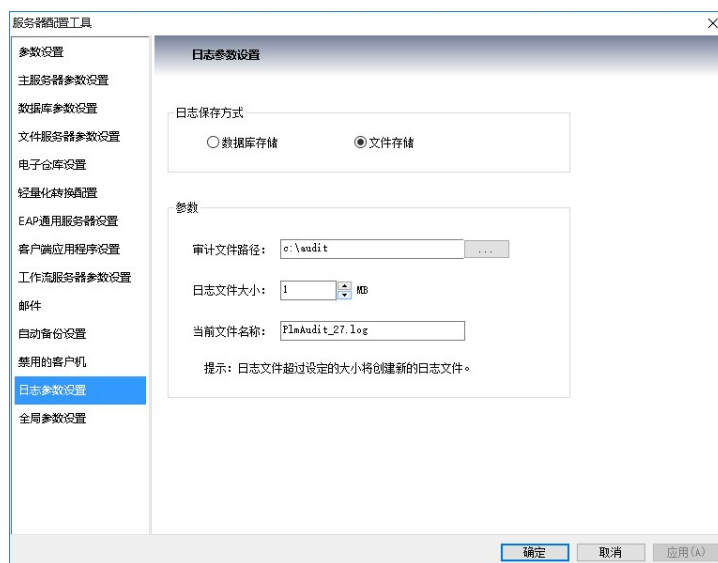 服务器配置工具
参数设置
主服务器参数设置
数据库参数设置
文件服务器参数设置
电子仓库设置
轻量化转换配置
EAP通用服务器设置
客户端应用程序设置
工作流服务器参数设置
邮件
自动备份设置
禁用的客户机
日志参数设置
全局参数设置
日志参数设置
日志保存方式
数据库存储 文件存储
参数
审计文件路径： c:\audit ...
日志文件大小： 1 MB
当前文件名称： PlmAudit_27.log
提示：日志文件超过设定的大小将创建新的日志文件。
确定 取消 应用(A)